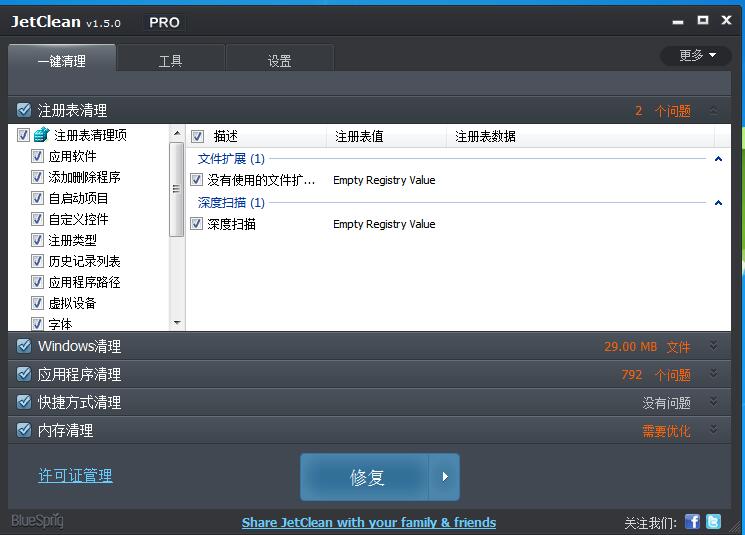 JetClean v1.5.0 PRO
一键清理 工具 设置 更多
注册表清理 2 个问题
注册表清理项
应用软件
添加删除程序
自启动项目
自定义控件
注册类型
历史记录列表
应用程序路径
虚拟设备
字体
描述 注册表值 注册表数据
文件扩展 (1)
没有使用的文件扩... Empty Registry Value
深度扫描 (1)
深度扫描 Empty Registry Value
Windows清理 29.00 MB 文件
应用程序清理 792 个问题
快捷方式清理 没有问题
内存清理 需要优化
许可证管理 修复
BlueSprig Share JetClean with your family & friends 关注我们: